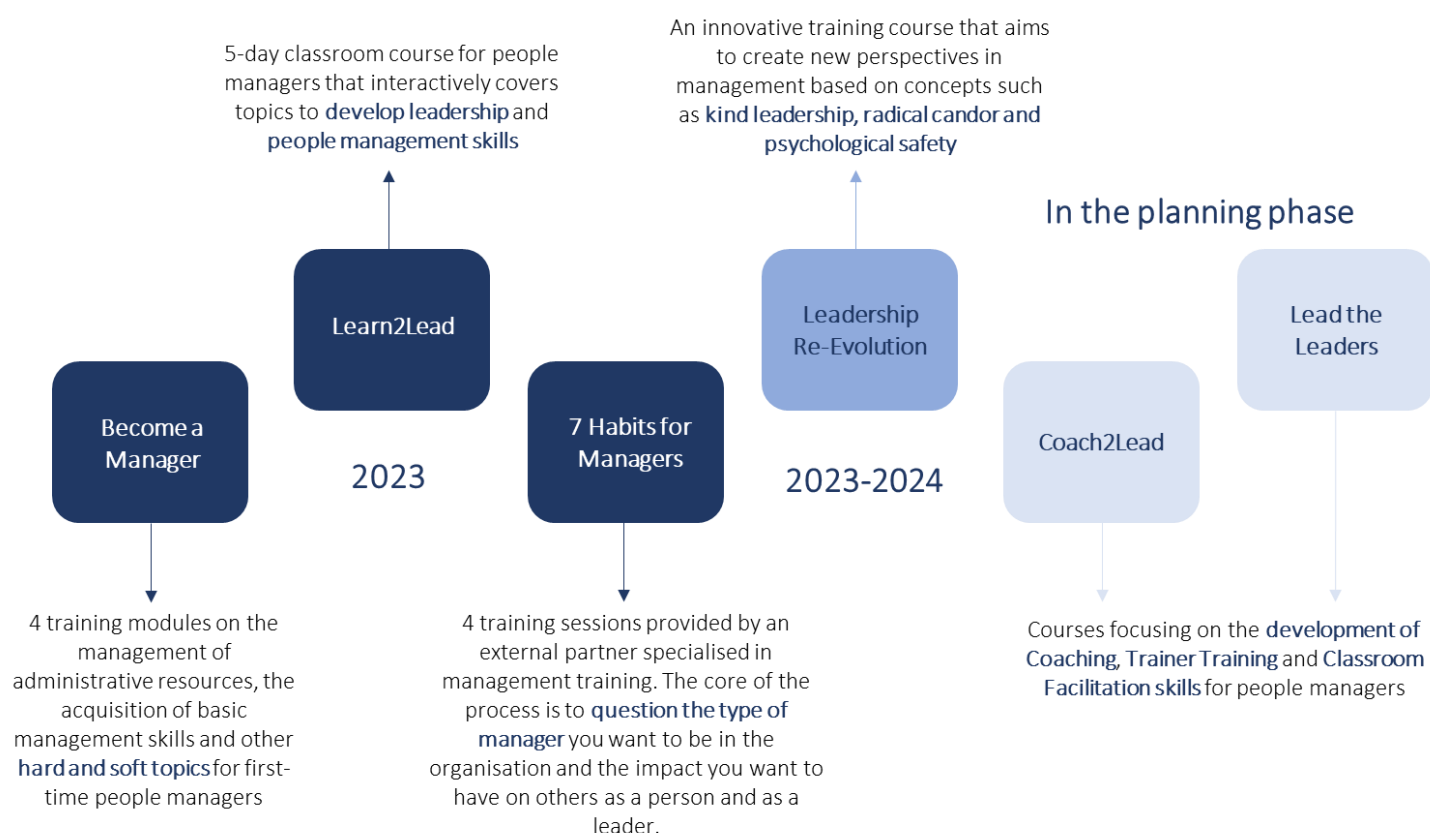 5-day classroom course for people
managers that interactively covers
topics to develop leadership and
people management skills
An innovative training course that aims
to create new perspectives in
management based on concepts such
as kind leadership, radical candor and
psychological safety
In the planning phase
Learn2Lead
Leadership
Re-Evolution
Lead the
Leaders
Become a
Manager
7 Habits for
Managers
Coach2Lead
2023
2023-2024
4 training modules on the
management of
administrative resources, the
acquisition of basic
management skills and other
hard and soft topics for first-
time people managers
4 training sessions provided by an
external partner specialised in
management training. The core of the
process is to question the type of
manager you want to be in the
organisation and the impact you want to
have on others as a person and as a
leader.
Courses focusing on the development of
Coaching, Trainer Training and Classroom
Facilitation skills for people managers